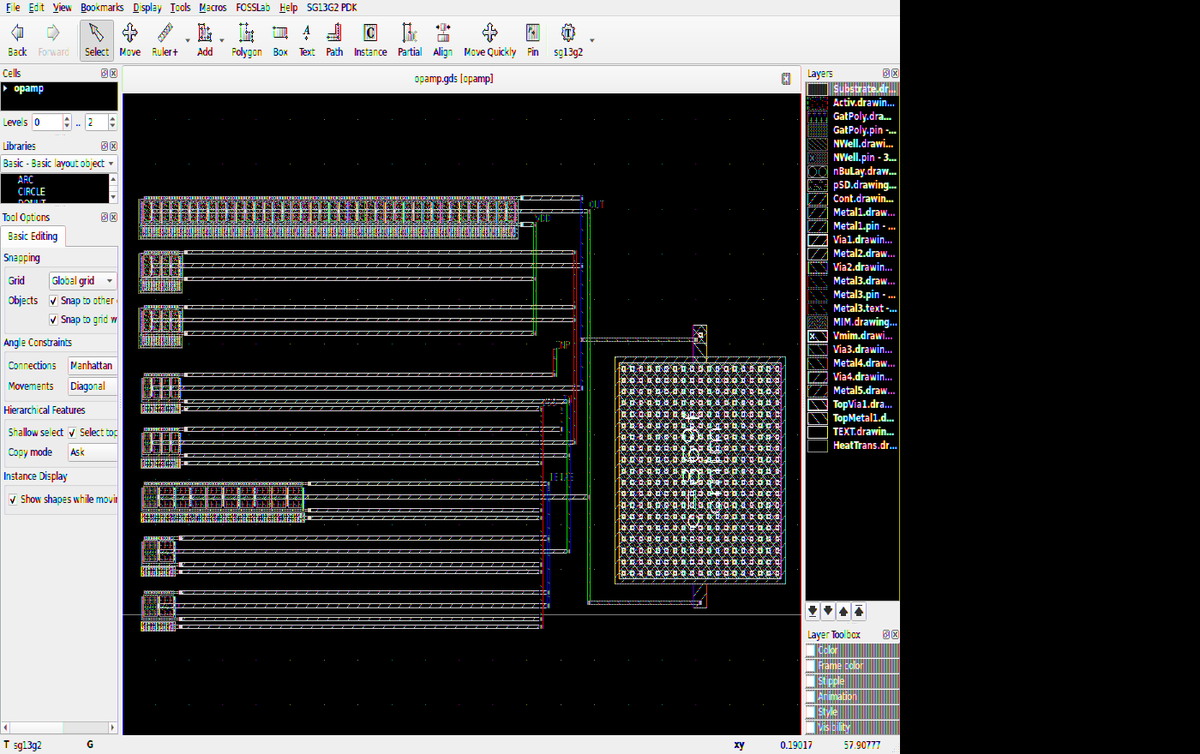 File Edit View Bookmarks Display Tools Macros FOSSLab Help SG13G2 PDK
Back Forward Select Move Ruler+ Add Polygon Box Text Path Instance Partial Align Move Quickly Pin sg13g2
Cells
opamp
Levels 0 .. 2
Libraries
Basic - Basic layout object
ARC
CIRCLE
Tool Options
Basic Editing
Snapping
Grid Global grid
Objects Snap to other
Snap to grid w
Angle Constraints
Connections Manhattan
Movements Diagonal
Hierarchical Features
Shallow select Select top
Copy mode Ask
Instance Display
Show shapes while movin
opamp.gds [opamp]
OUT
VDD
Layers
Substrate.dr...
Activ.drawin...
GatPoly.dra...
GatPoly.pin -...
NWell.drawi...
NWell.pin - 3...
nBuLay.draw...
pSD.drawing...
Cont.drawin...
Metal1.draw...
Metal1.pin - ...
Via1.drawin...
Metal2.draw...
Via2.drawin...
Metal3.draw...
Metal3.pin - ...
Metal3.text -...
MIM.drawing...
Vmim.drawi...
Via3.drawin...
Metal4.draw...
Via4.drawin...
Metal5.draw...
TopVia1.dra...
TopMetal1.d...
TEXT.drawin...
HeatTrans.dr...
Layer Toolbox
Color
Frame color
Stipple
Animation
Style
Visibility
T sg13g2 G xy 0.19017 57.90777